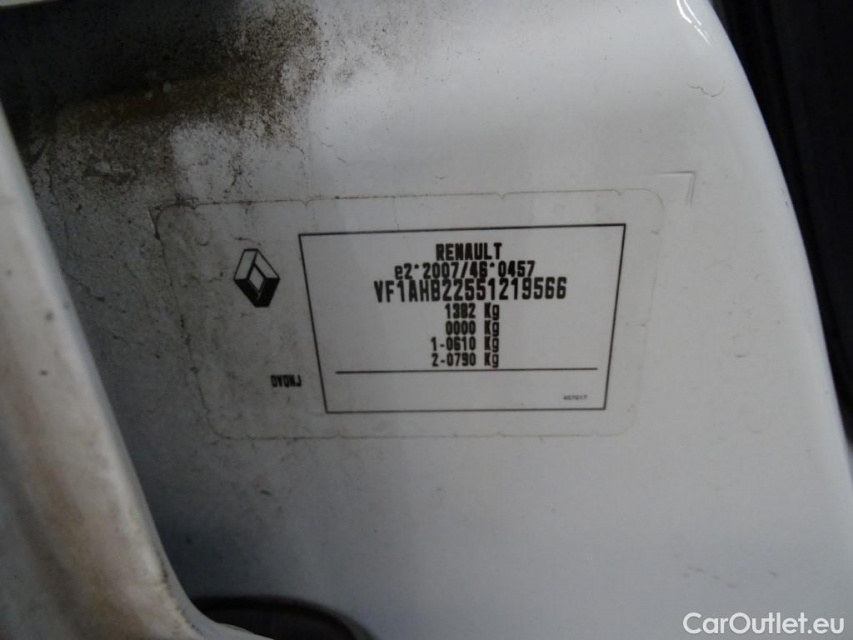 RENAULT
e2*2007/46*0457
VF1AHB22551219566
1382 Kg
0000 Kg
1-0610 Kg
2-0790 Kg
CarOutlet.eu